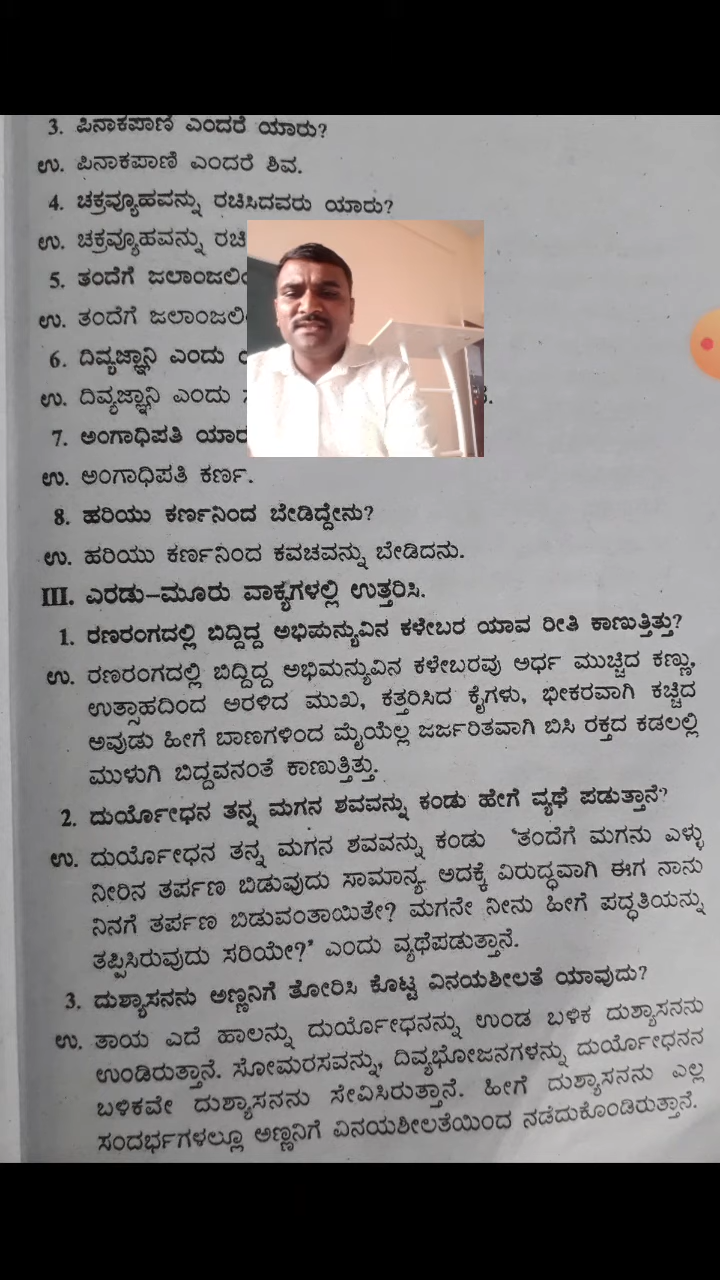 3. ಪಿನಾಕಪಾಣಿ ಎಂದರೆ ಯಾರು?
ಉ. ಪಿನಾಕಪಾಣಿ ಎಂದರೆ ಶಿವ.
4. ಚಕ್ರವ್ಯೂಹವನ್ನು ರಚಿಸಿದವರು ಯಾರು?
ಉ. ಚಕ್ರವ್ಯೂಹವನ್ನು
5. ತಂದೆಗೆ
ಉ. ತಂದೆಗೆ
6. ದಿವ್ಯಜ್ಞಾನಿ ಎಂದು
ಉ. ದಿವ್ಯಜ್ಞಾನಿ ಎಂದು
7. ಅಂಗಾಧಿಪತಿ
ಉ. ಅಂಗಾಧಿಪತಿ ಕರ್ಣ.
8. ಹರಿಯು ಕರ್ಣನಿಂದ ಬೇಡಿದ್ದೇನು?
ಉ. ಹರಿಯು ಕರ್ಣನಿಂದ ಕವಚವನ್ನು ಬೇಡಿದನು.
III. ಎರಡು–ಮೂರು ವಾಕ್ಯಗಳಲ್ಲಿ ಉತ್ತರಿಸಿ.
1. ರಣರಂಗದಲ್ಲಿ ಬಿದ್ದಿದ್ದ ಅಭಿಮನ್ಯುವಿನ ಕಳೇಬರ ಯಾವ ರೀತಿ ಕಾಣುತ್ತಿತ್ತು?
ಉ. ರಣರಂಗದಲ್ಲಿ ಬಿದ್ದಿದ್ದ ಅಭಿಮನ್ಯುವಿನ ಕಳೇಬರವು ಅರ್ಧ ಮುಚ್ಚಿದ ಕಣ್ಣು,
ಉತ್ಸಾಹದಿಂದ ಅರಳಿದ ಮುಖ, ಕತ್ತರಿಸಿದ ಕೈಗಳು, ಭೀಕರವಾಗಿ ಕಚ್ಚಿದ
ಅವುಡು ಹೀಗೆ ಬಾಣಗಳಿಂದ ಮೈಯೆಲ್ಲ ಜರ್ಜರಿತವಾಗಿ ಬಿಸಿ ರಕ್ತದ ಕಡಲಲ್ಲಿ
ಮುಳುಗಿ ಬಿದ್ದವನಂತೆ ಕಾಣುತ್ತಿತ್ತು.
2. ದುರ್ಯೋಧನ ತನ್ನ ಮಗನ ಶವವನ್ನು ಕಂಡು ಹೇಗೆ ವ್ಯಥೆ ಪಡುತ್ತಾನೆ?
ಉ. ದುರ್ಯೋಧನ ತನ್ನ ಮಗನ ಶವವನ್ನು ಕಂಡು 'ತಂದೆಗೆ ಮಗನು ಎಳ್ಳು
ನೀರಿನ ತರ್ಪಣ ಬಿಡುವುದು ಸಾಮಾನ್ಯ. ಅದಕ್ಕೆ ವಿರುದ್ಧವಾಗಿ ಈಗ ನಾನು
ನಿನಗೆ ತರ್ಪಣ ಬಿಡುವಂತಾಯಿತೇ? ಮಗನೇ ನೀನು ಹೀಗೆ ಪದ್ಧತಿಯನ್ನು
ತಪ್ಪಿಸಿರುವುದು ಸರಿಯೇ?' ಎಂದು ವ್ಯಥೆಪಡುತ್ತಾನೆ.
3. ದುಶ್ಯಾಸನನು ಅಣ್ಣನಿಗೆ ತೋರಿಸಿ ಕೊಟ್ಟ ವಿನಯಶೀಲತೆ ಯಾವುದು?
ಉ. ತಾಯ ಎದೆ ಹಾಲನ್ನು ದುರ್ಯೋಧನನ್ನು ಉಂಡ ಬಳಿಕ ದುಶ್ಯಾಸನನು
ಉಂಡಿರುತ್ತಾನೆ. ಸೋಮರಸವನ್ನು, ದಿವ್ಯಭೋಜನಗಳನ್ನು ದುರ್ಯೋಧನನ
ಬಳಿಕವೇ ದುಶ್ಯಾಸನನು ಸೇವಿಸಿರುತ್ತಾನೆ. ಹೀಗೆ ದುಶ್ಯಾಸನನು ಎಲ್ಲ
ಸಂದರ್ಭಗಳಲ್ಲೂ ಅಣ್ಣನಿಗೆ ವಿನಯಶೀಲತೆಯಿಂದ ನಡೆದುಕೊಂಡಿರುತ್ತಾನೆ.